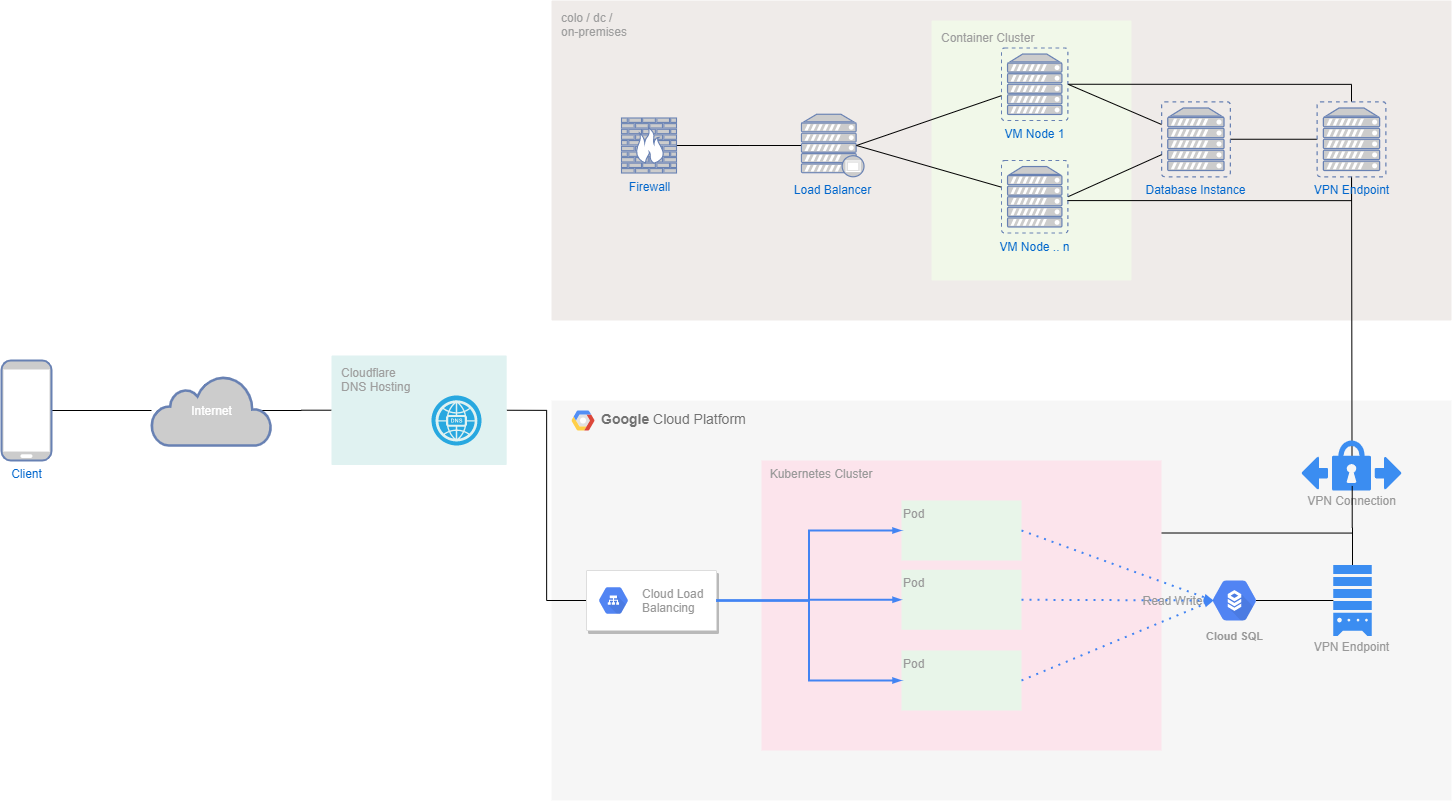 colo / dc /
on-premises
Container Cluster
VM Node 1
Firewall
Load Balancer
Database Instance
VPN Endpoint
VM Node .. n
Cloudflare
DNS Hosting
DNS
Internet
Client
Google Cloud Platform
Kubernetes Cluster
VPN Connection
Pod
Pod
Cloud Load
Balancing
Read Write
Cloud SQL
VPN Endpoint
Pod